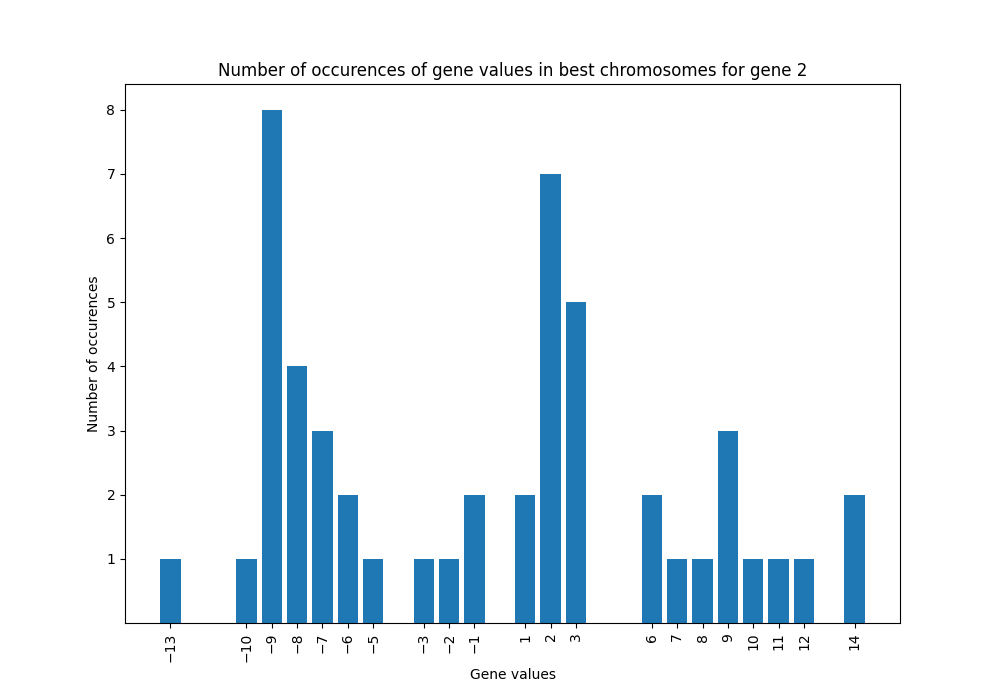 Number of occurences of gene values in best chromosomes for gene 2
8
7
6
5
4
3
2
1
Number of occurences
−13 −10 −9 −8 −7 −6 −5 −3 −2 −1 1 2 3 6 7 8 9 10 11 12 14
Gene values